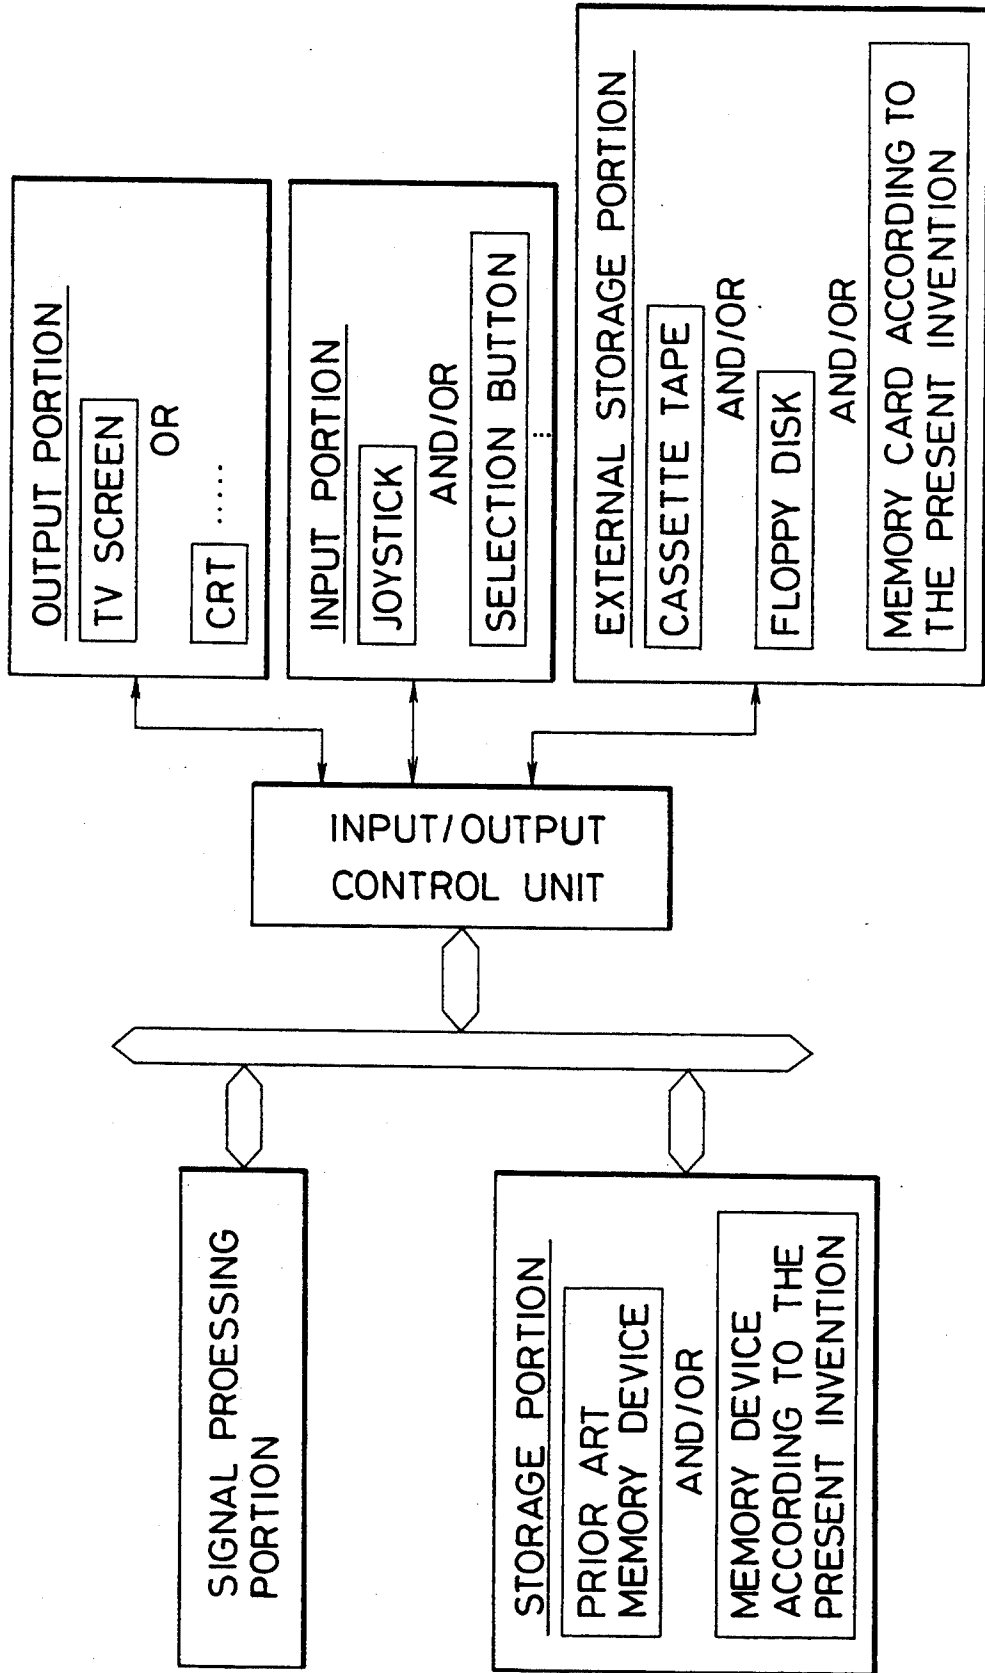 SIGNAL PROESSING
PORTION
STORAGE PORTION
PRIOR ART
MEMORY DEVICE
AND/OR
MEMORY DEVICE
ACCORDING TO THE
PRESENT INVENTION
INPUT/OUTPUT
CONTROL UNIT
OUTPUT PORTION
TV SCREEN
OR
CRT .....
INPUT PORTION
JOYSTICK
AND/OR
SELECTION BUTTON
...
EXTERNAL STORAGE PORTION
CASSETTE TAPE
AND/OR
FLOPPY DISK
AND/OR
MEMORY CARD ACCORDING TO
THE PRESENT INVENTION